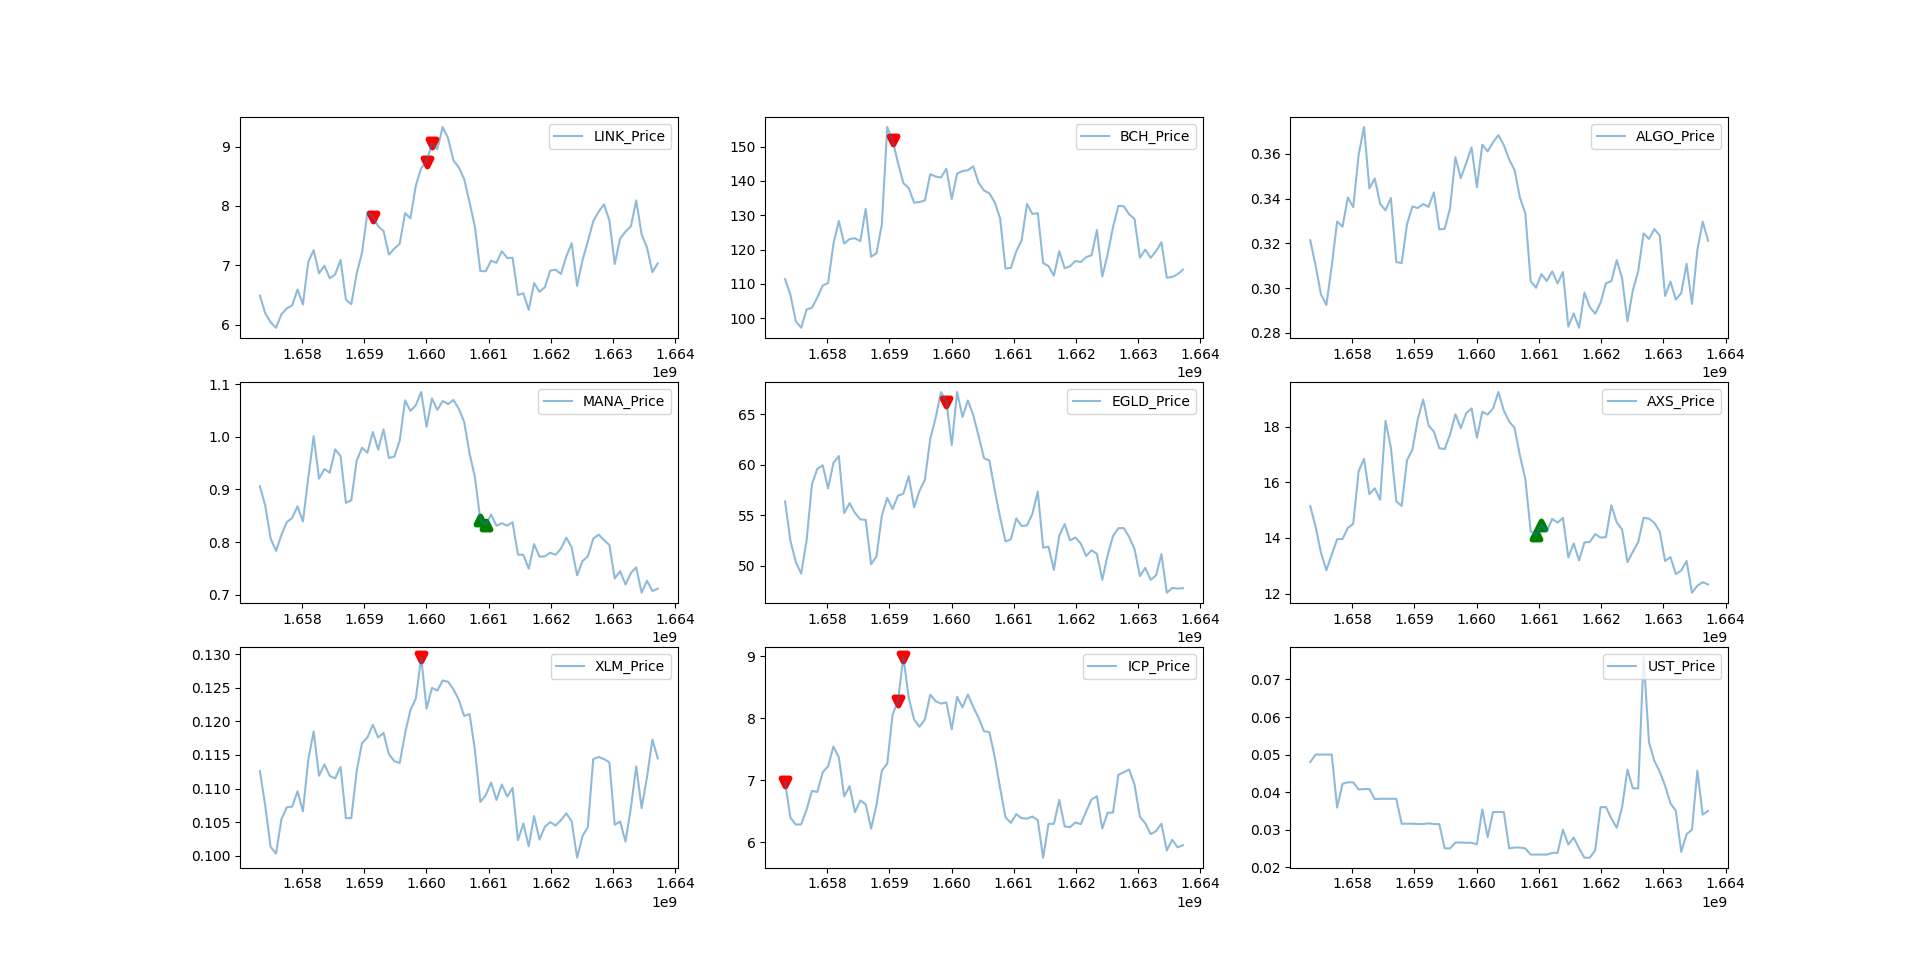 LINK_Price
9
8
7
6
1.658 1.659 1.660 1.661 1.662 1.663 1.664
1e9
BCH_Price
150
140
130
120
110
100
1.658 1.659 1.660 1.661 1.662 1.663 1.664
1e9
ALGO_Price
0.36
0.34
0.32
0.30
0.28
1.658 1.659 1.660 1.661 1.662 1.663 1.664
1e9
MANA_Price
1.1
1.0
0.9
0.8
0.7
1.658 1.659 1.660 1.661 1.662 1.663 1.664
1e9
EGLD_Price
65
60
55
50
1.658 1.659 1.660 1.661 1.662 1.663 1.664
1e9
AXS_Price
18
16
14
12
1.658 1.659 1.660 1.661 1.662 1.663 1.664
1e9
XLM_Price
0.130
0.125
0.120
0.115
0.110
0.105
0.100
1.658 1.659 1.660 1.661 1.662 1.663 1.664
1e9
ICP_Price
9
8
7
6
1.658 1.659 1.660 1.661 1.662 1.663 1.664
1e9
UST_Price
0.07
0.06
0.05
0.04
0.03
0.02
1.658 1.659 1.660 1.661 1.662 1.663 1.664
1e9